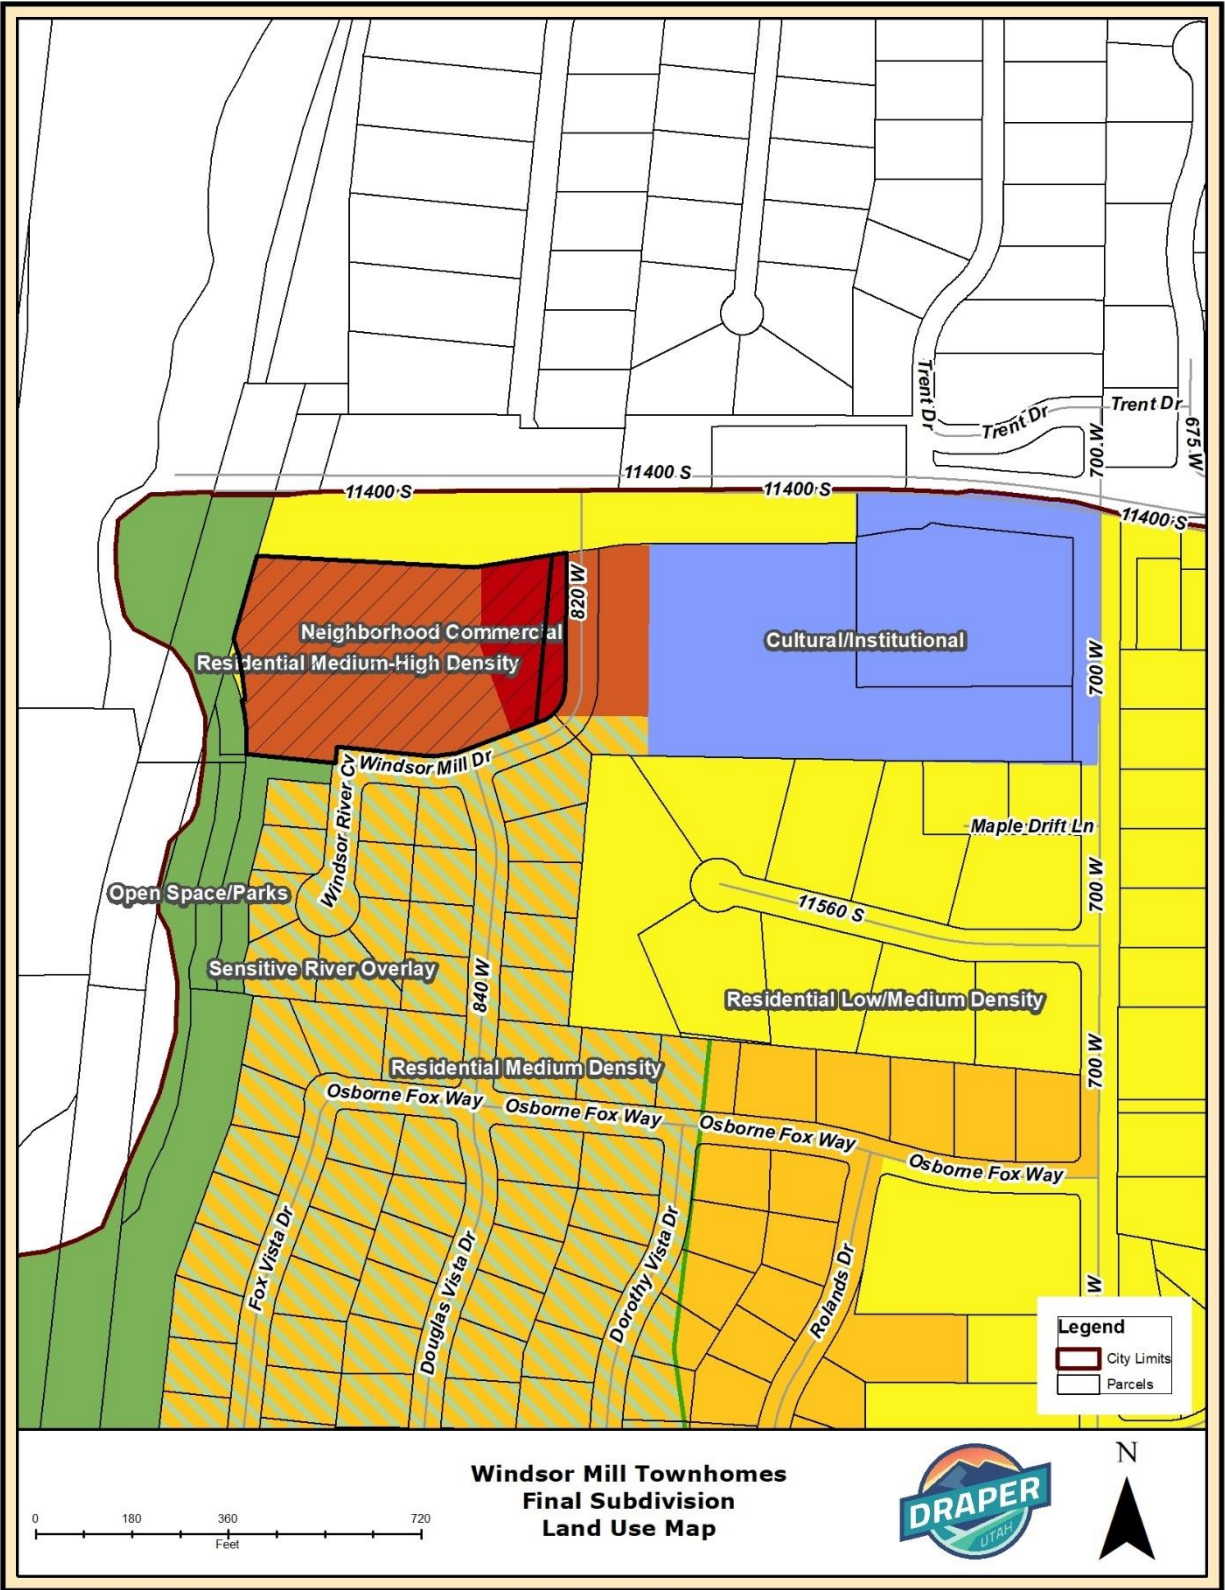 Trent Dr
Trent Dr
Trent Dr
700 W
675 W
11400 S
11400 S
11400 S
11400 S
820 W
Neighborhood Commercial
Residential Medium-High Density
Cultural/Institutional
700 W
Windsor Mill Dr
Windsor River Cv
Maple Drift Ln
700 W
Open Space/Parks
11560 S
Sensitive River Overlay
840 W
Residential Low/Medium Density
700 W
Residential Medium Density
Osborne Fox Way
Osborne Fox Way
Osborne Fox Way
Osborne Fox Way
Fox Vista Dr
Douglas Vista Dr
Dorothy Vista Dr
Rolands Dr
W
Legend
City Limits
Parcels
Windsor Mill Townhomes
Final Subdivision
Land Use Map
0 180 360 720
Feet
DRAPER
UTAH
N